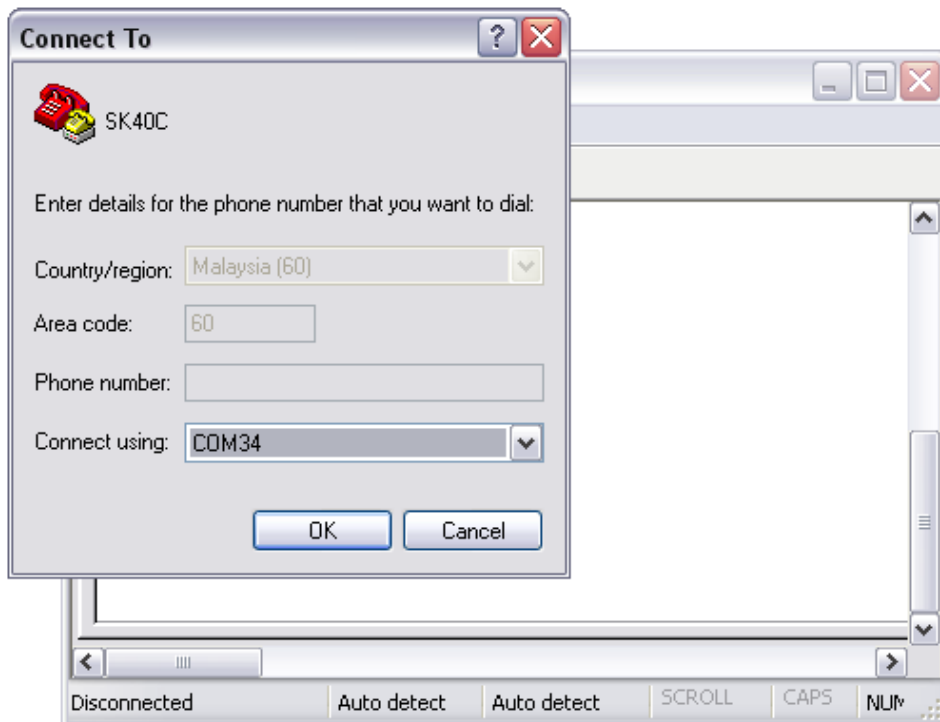 Connect To
SK40C
Enter details for the phone number that you want to dial:
Country/region: Malaysia (60)
Area code: 60
Phone number:
Connect using: COM34
OK Cancel
Disconnected Auto detect Auto detect SCROLL CAPS NUM